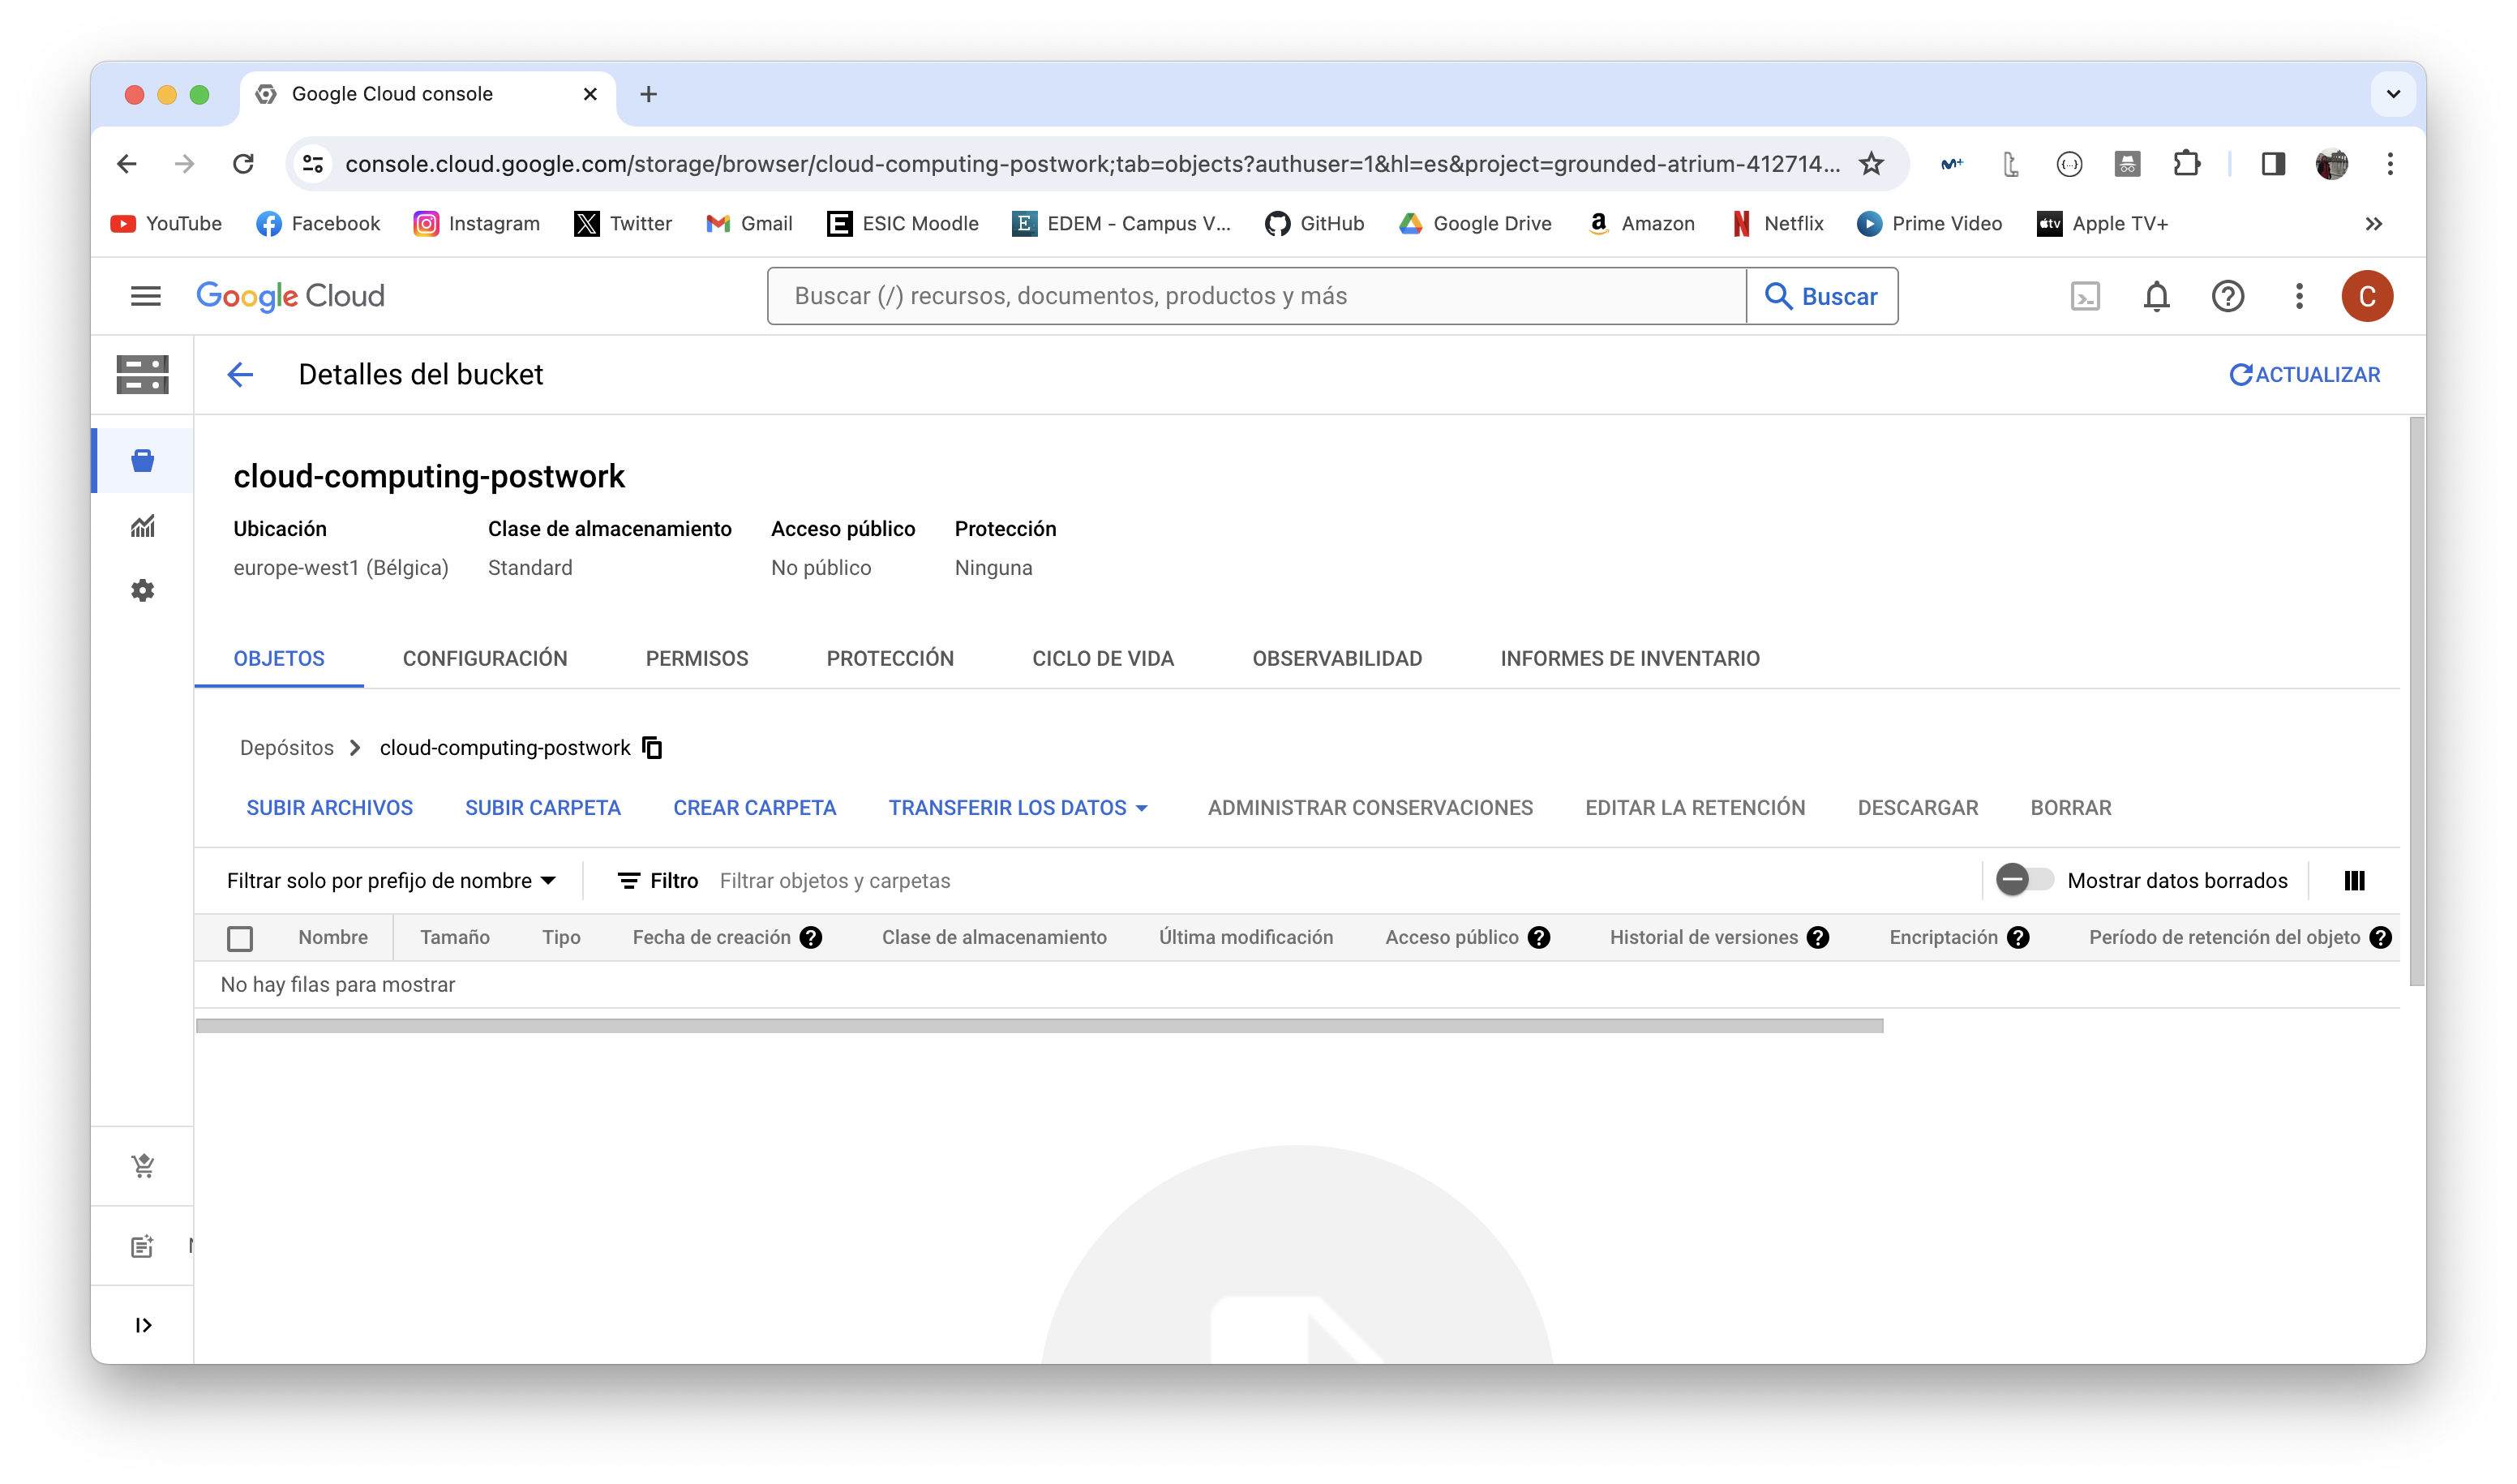 Google Cloud console
console.cloud.google.com/storage/browser/cloud-computing-postwork;tab=objects?authuser=1&hl=es&project=grounded-atrium-412714...
YouTube Facebook Instagram Twitter Gmail ESIC Moodle EDEM - Campus V... GitHub Google Drive Amazon Netflix Prime Video Apple TV+
Google Cloud Buscar (/) recursos, documentos, productos y más Buscar C
Detalles del bucket ACTUALIZAR
cloud-computing-postwork
Ubicación Clase de almacenamiento Acceso público Protección
europe-west1 (Bélgica) Standard No público Ninguna
OBJETOS CONFIGURACIÓN PERMISOS PROTECCIÓN CICLO DE VIDA OBSERVABILIDAD INFORMES DE INVENTARIO
Depósitos cloud-computing-postwork
SUBIR ARCHIVOS SUBIR CARPETA CREAR CARPETA TRANSFERIR LOS DATOS ADMINISTRAR CONSERVACIONES EDITAR LA RETENCIÓN DESCARGAR BORRAR
Filtrar solo por prefijo de nombre Filtro Filtrar objetos y carpetas Mostrar datos borrados
Nombre Tamaño Tipo Fecha de creación Clase de almacenamiento Última modificación Acceso público Historial de versiones Encriptación Período de retención del objeto
No hay filas para mostrar